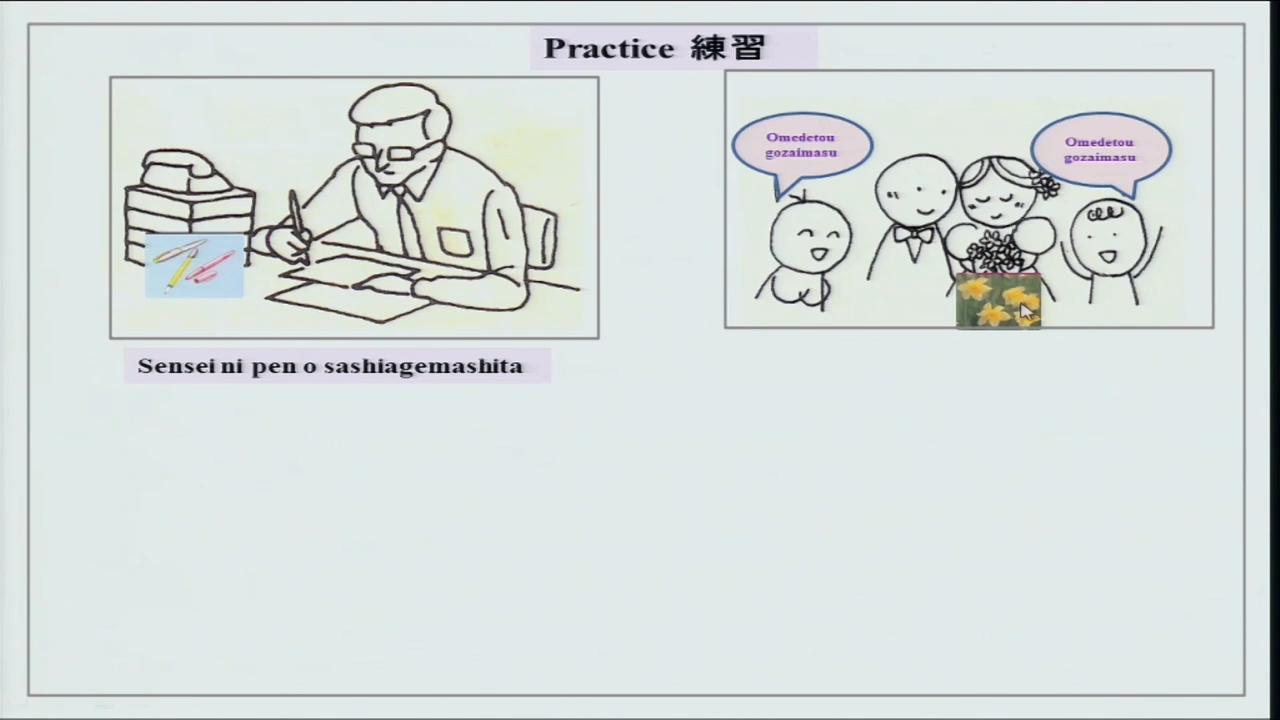 Practice 練習
Omedetou
gozaimasu
Omedetou
gozaimasu
Sensei ni pen o sashiagemashita